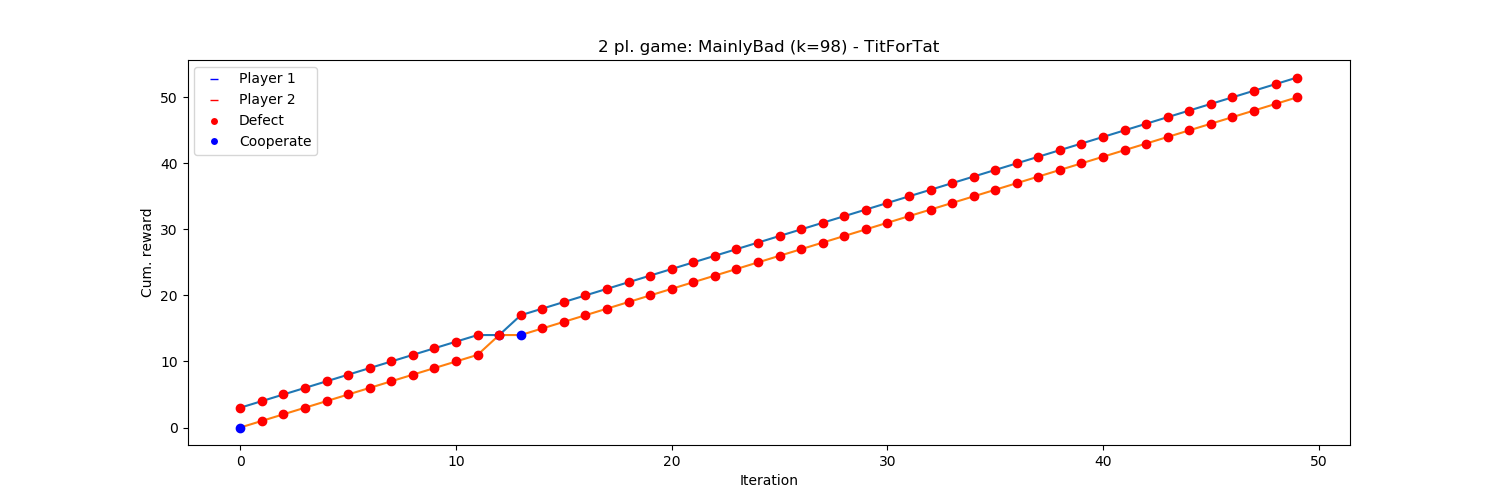 2 pl. game: MainlyBad (k=98) - TitForTat
Player 1
Player 2
Defect
Cooperate
Cum. reward
50
40
30
20
10
0
0 10 20 30 40 50
Iteration